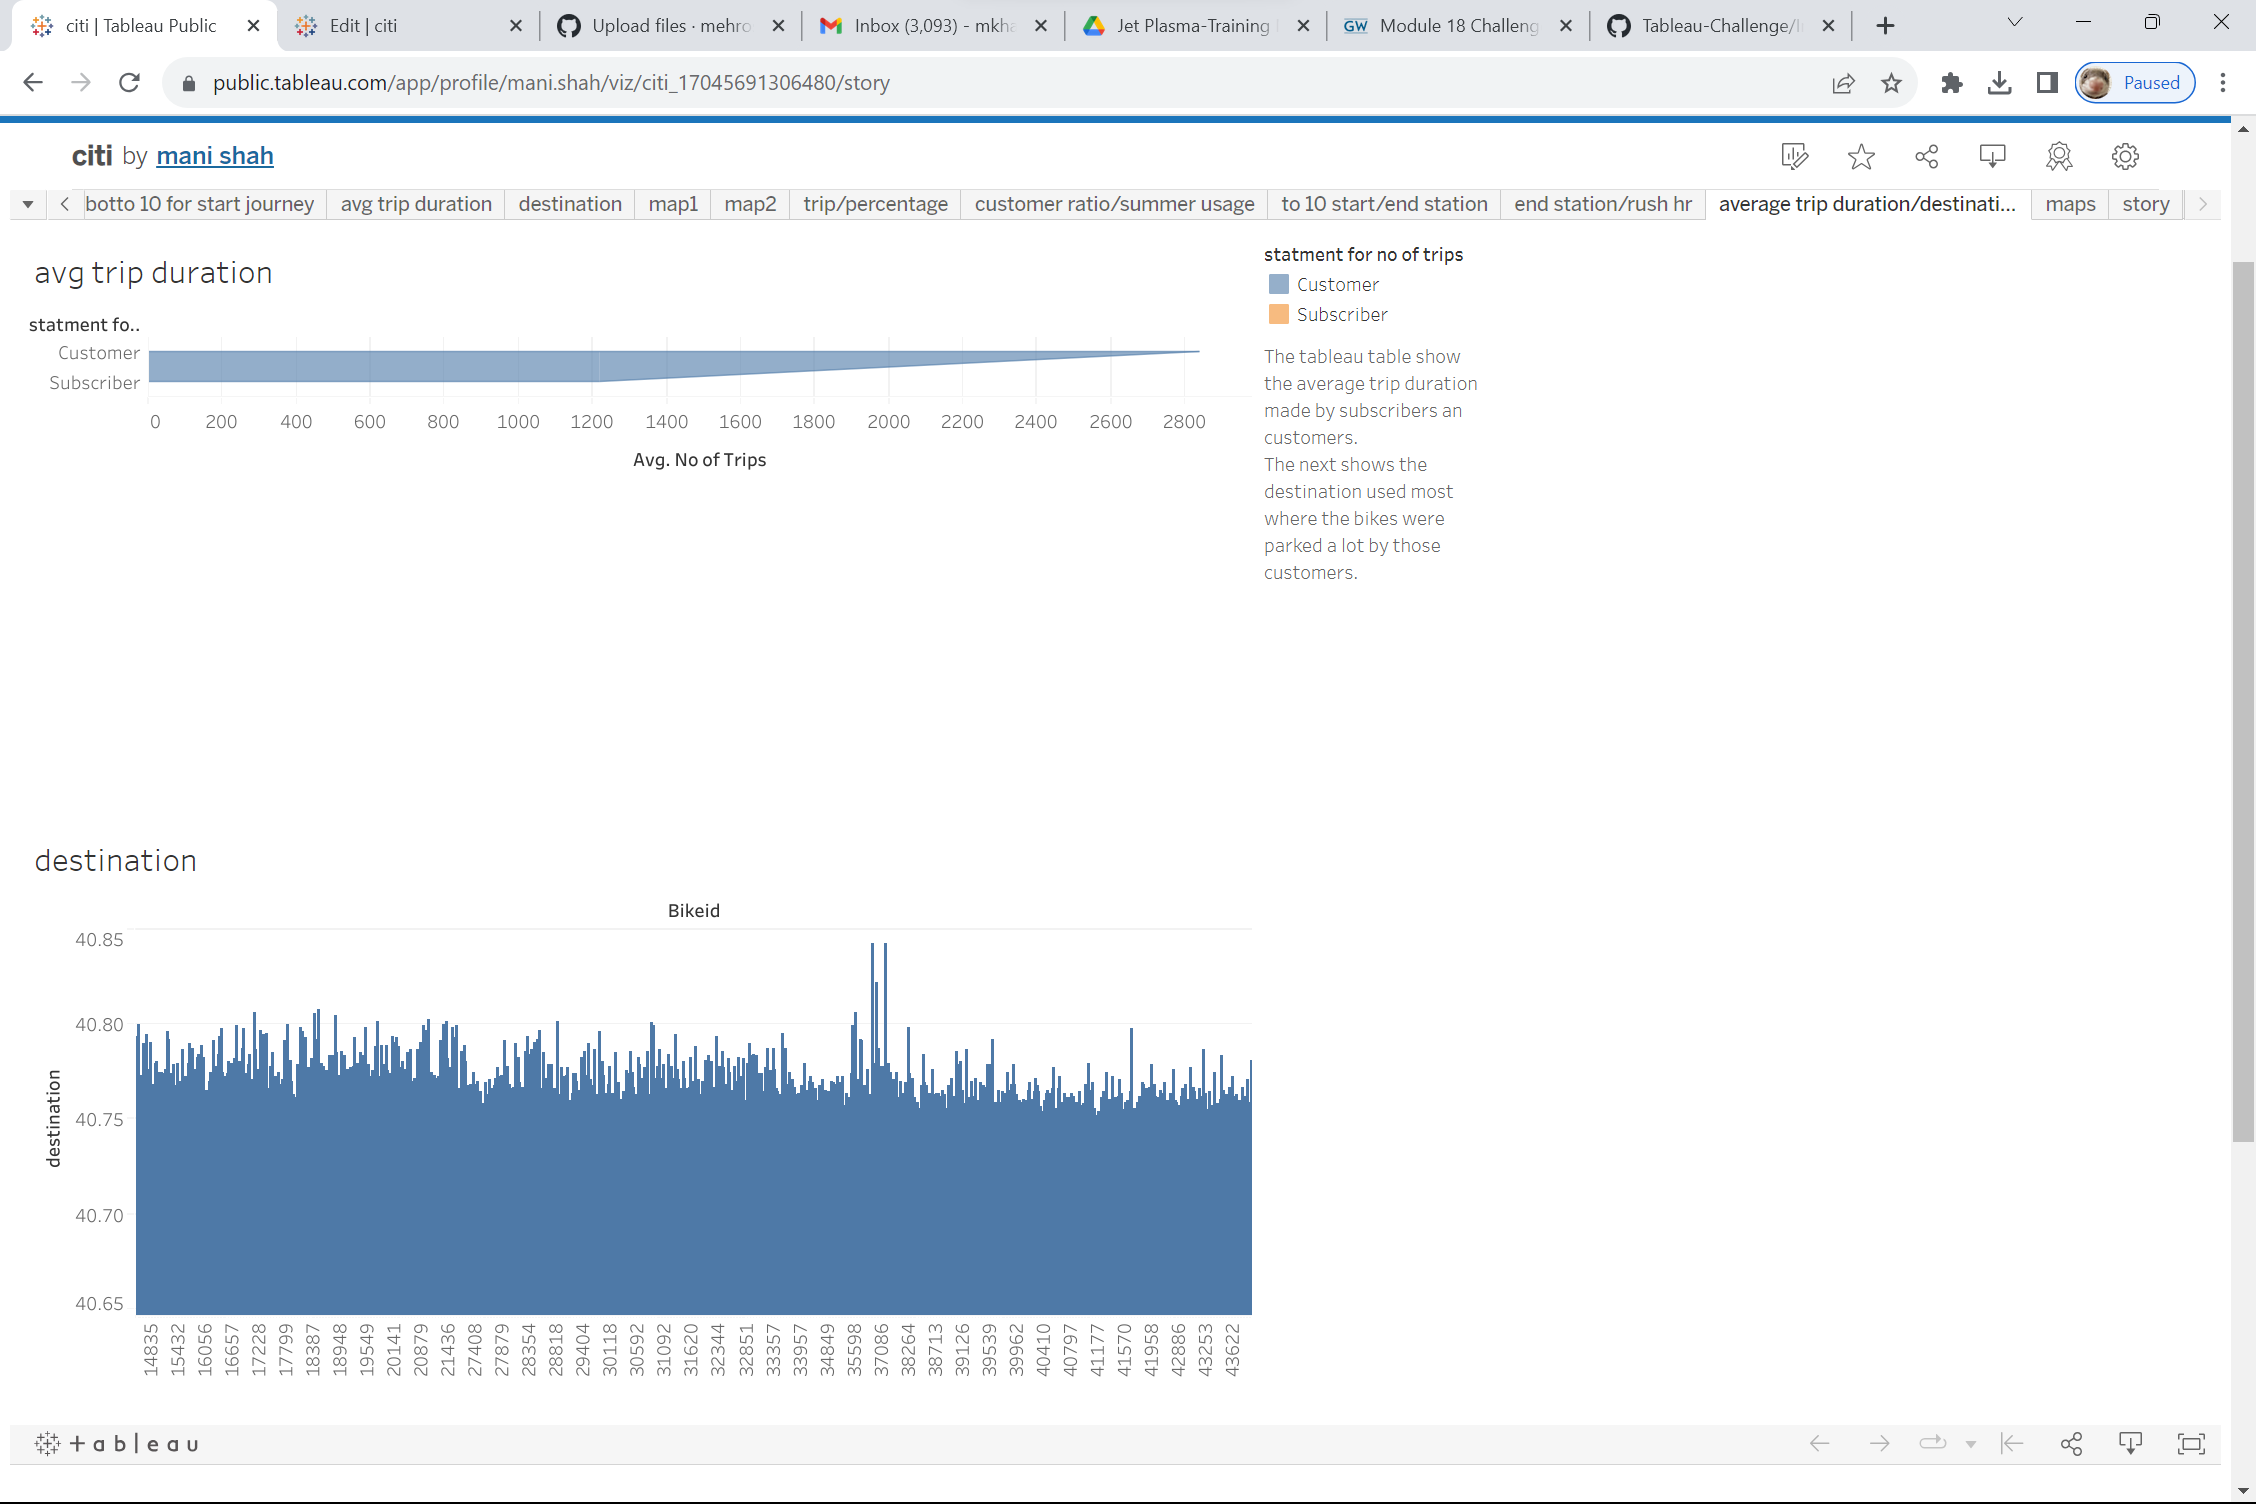 citi | Tableau Public
Edit | citi
Upload files · mehro
Inbox (3,093) - mkha
Jet Plasma-Training
GW Module 18 Challeng
Tableau-Challenge/I
public.tableau.com/app/profile/mani.shah/viz/citi_17045691306480/story
Paused
citi by mani shah
botto 10 for start journey
avg trip duration
destination
map1
map2
trip/percentage
customer ratio/summer usage
to 10 start/end station
end station/rush hr
average trip duration/destinati...
maps
story
avg trip duration
statment fo..
Customer
Subscriber
0 200 400 600 800 1000 1200 1400 1600 1800 2000 2200 2400 2600 2800
Avg. No of Trips
statment for no of trips
Customer
Subscriber
The tableau table show
the average trip duration
made by subscribers an
customers.
The next shows the
destination used most
where the bikes were
parked a lot by those
customers.
destination
Bikeid
40.85
40.80
40.75
40.70
40.65
destination
14835 15432 16056 16657 17228 17799 18387 18948 19549 20141 20879 21436 27408 27879 28354 28818 29404 30118 30592 31092 31620 32344 32851 33357 33957 34849 35598 37086 38264 38713 39126 39539 39962 40410 40797 41177 41570 41958 42886 43253 43622
+ a b | e a u